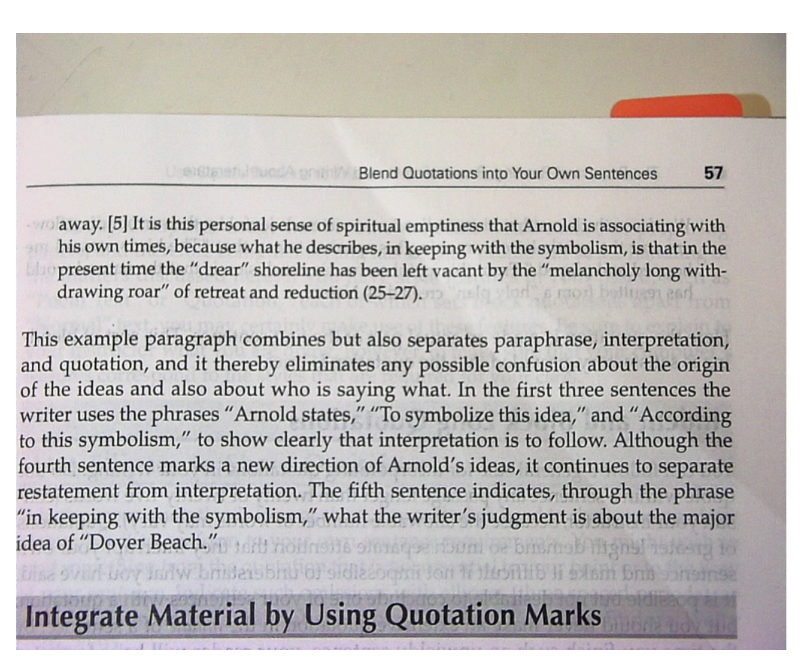 Blend Quotations into Your Own Sentences 57
away. [5] It is this personal sense of spiritual emptiness that Arnold is associating with
his own times, because what he describes, in keeping with the symbolism, is that in the
present time the “drear” shoreline has been left vacant by the “melancholy long with-
drawing roar” of retreat and reduction (25–27).
This example paragraph combines but also separates paraphrase, interpretation,
and quotation, and it thereby eliminates any possible confusion about the origin
of the ideas and also about who is saying what. In the first three sentences the
writer uses the phrases “Arnold states,” “To symbolize this idea,” and “According
to this symbolism,” to show clearly that interpretation is to follow. Although the
fourth sentence marks a new direction of Arnold’s ideas, it continues to separate
restatement from interpretation. The fifth sentence indicates, through the phrase
“in keeping with the symbolism,” what the writer’s judgment is about the major
idea of “Dover Beach.”
Integrate Material by Using Quotation Marks